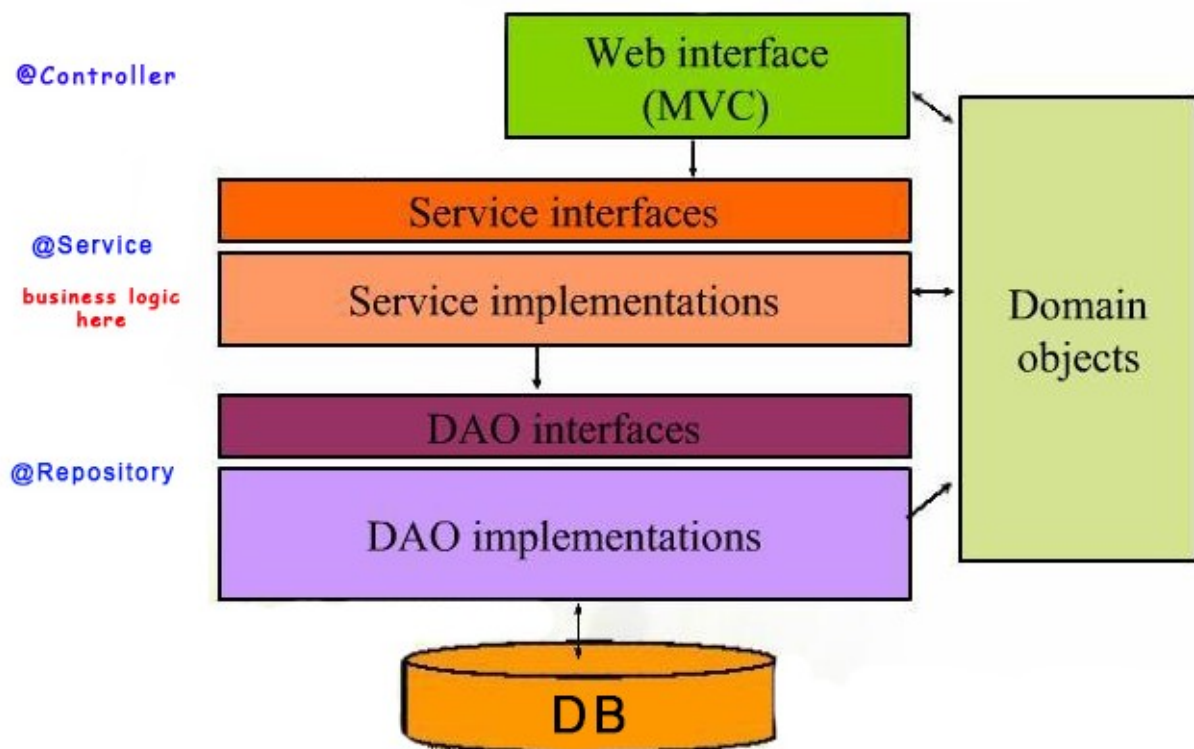 @Controller
Web interface
(MVC)
Service interfaces
@Service
business logic
here
Service implementations
Domain
objects
DAO interfaces
@Repository
DAO implementations
DB